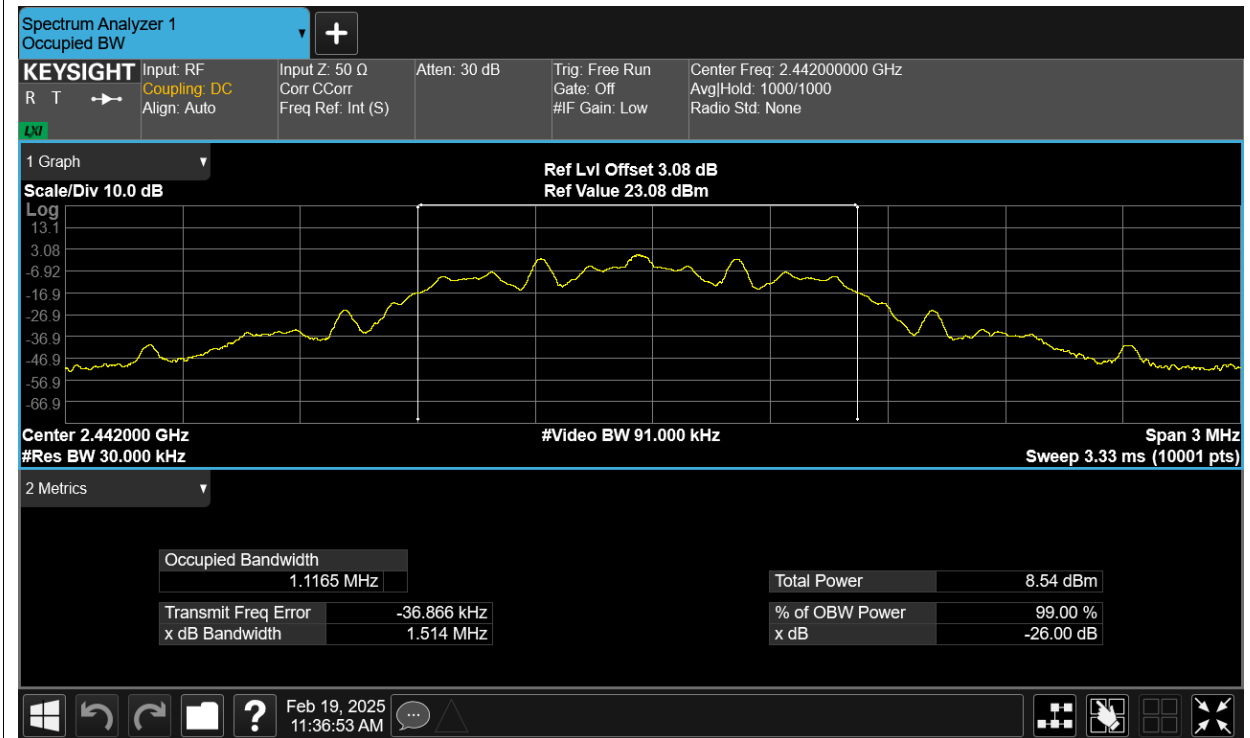 Spectrum Analyzer 1
Occupied BW
KEYSIGHT
R T
LXI
Input: RF
Coupling: DC
Align: Auto
Input Z: 50 Ω
Corr CCorr
Freq Ref: Int (S)
Atten: 30 dB
Trig: Free Run
Gate: Off
#IF Gain: Low
Center Freq: 2.442000000 GHz
Avg|Hold: 1000/1000
Radio Std: None
1 Graph
Scale/Div 10.0 dB
Ref Lvl Offset 3.08 dB
Ref Value 23.08 dBm
Log
13.1
3.08
-6.92
-16.9
-26.9
-36.9
-46.9
-56.9
-66.9
Center 2.442000 GHz
#Video BW 91.000 kHz
Span 3 MHz
#Res BW 30.000 kHz
Sweep 3.33 ms (10001 pts)
2 Metrics
Occupied Bandwidth
1.1165 MHz
Total Power 8.54 dBm
Transmit Freq Error -36.866 kHz
% of OBW Power 99.00 %
x dB Bandwidth 1.514 MHz
x dB -26.00 dB
?
Feb 19, 2025
11:36:53 AM